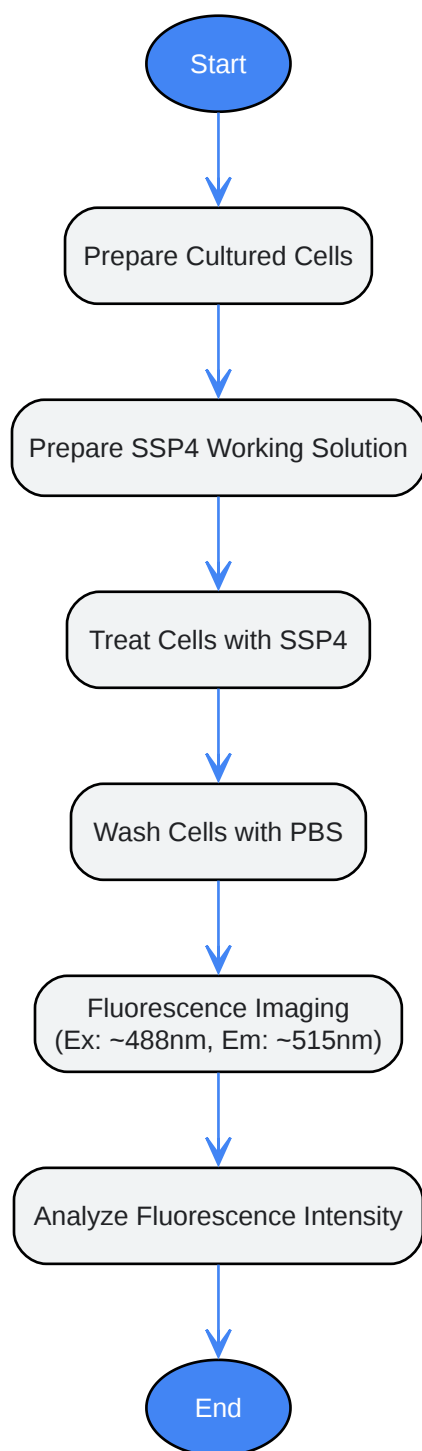 Start
Prepare Cultured Cells
Prepare SSP4 Working Solution
Treat Cells with SSP4
Wash Cells with PBS
Fluorescence Imaging
(Ex: ~488nm, Em: ~515nm)
Analyze Fluorescence Intensity
End